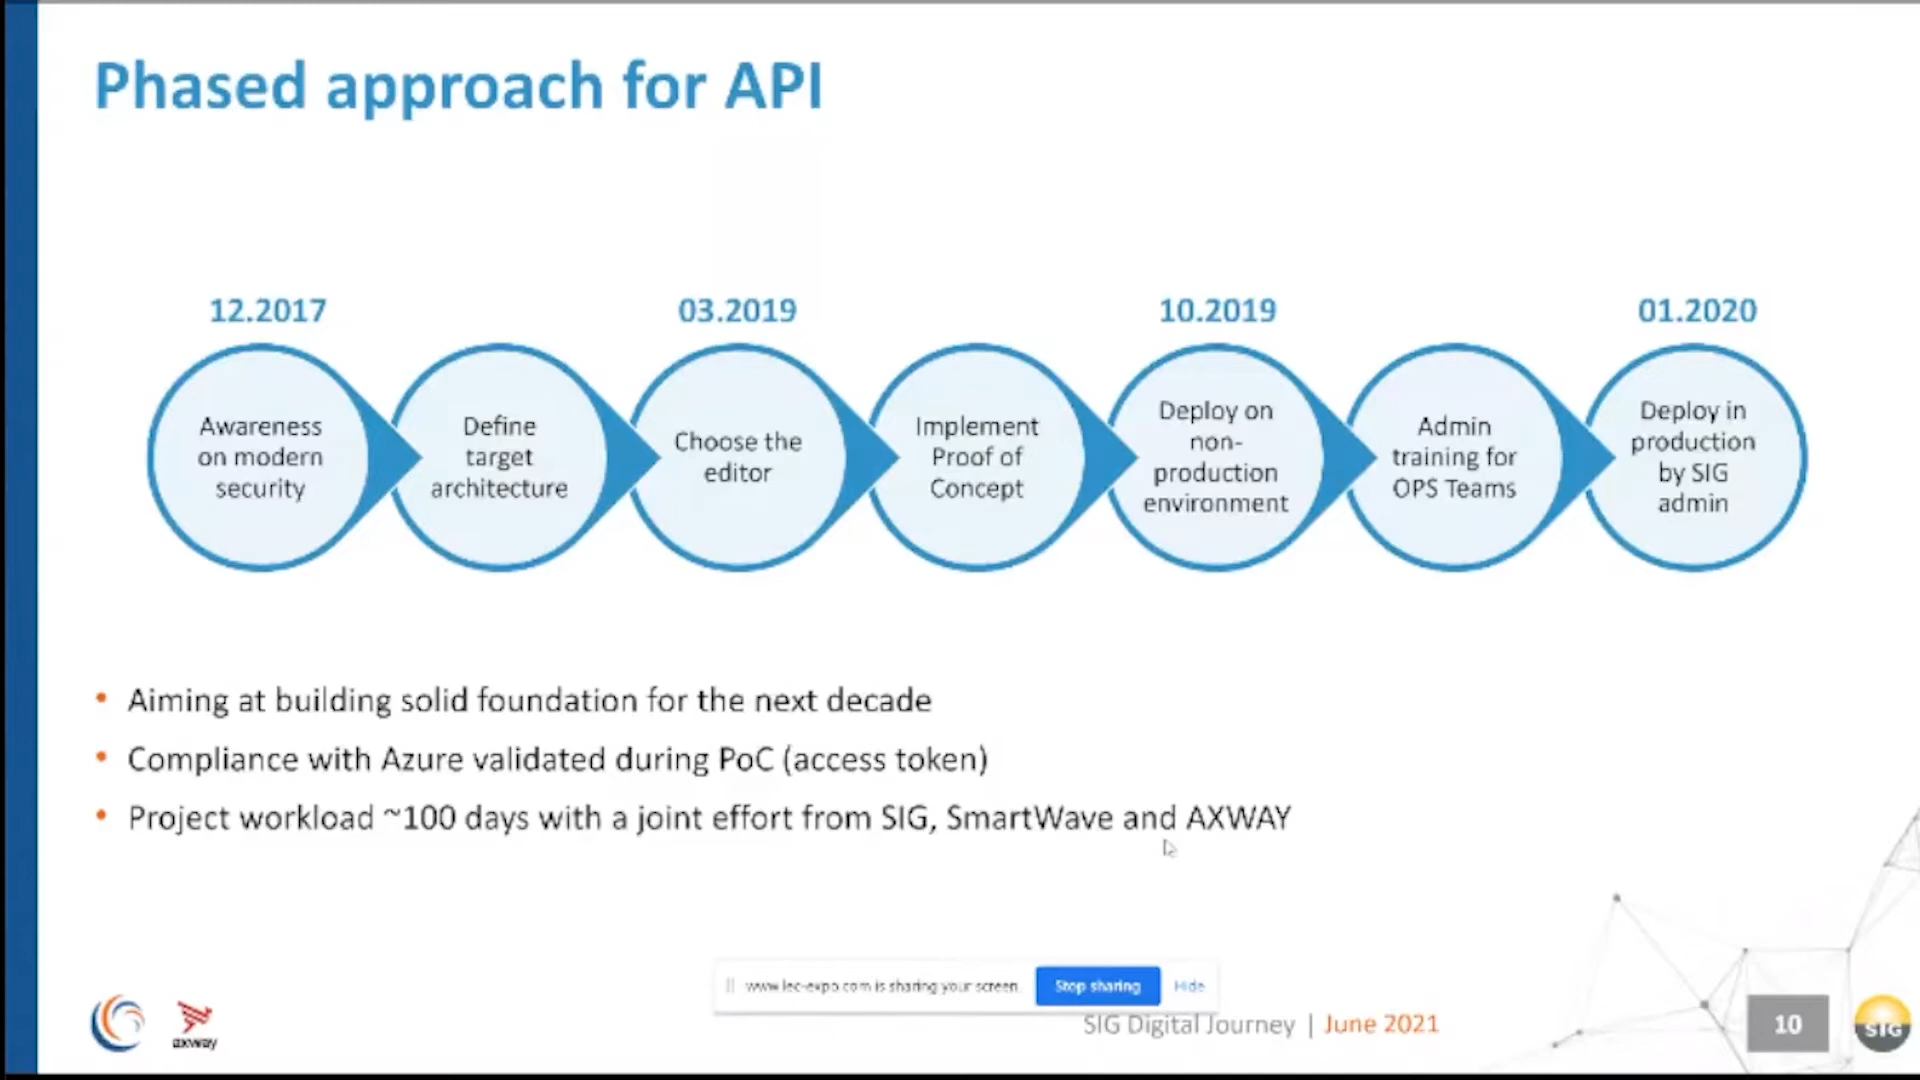 Phased approach for API
12.2017
03.2019
10.2019
01.2020
Awareness
on modern
security
Define
target
architecture
Choose the
editor
Implement
Proof of
Concept
Deploy on
non-
production
environment
Admin
training for
OPS Teams
Deploy in
production
by SIG
admin
• Aiming at building solid foundation for the next decade
• Compliance with Azure validated during PoC (access token)
• Project workload ~100 days with a joint effort from SIG, SmartWave and AXWAY
www.lec-expo.com is sharing your screen.
Stop sharing
Hide
axway
SIG Digital Journey | June 2021
10
SIG